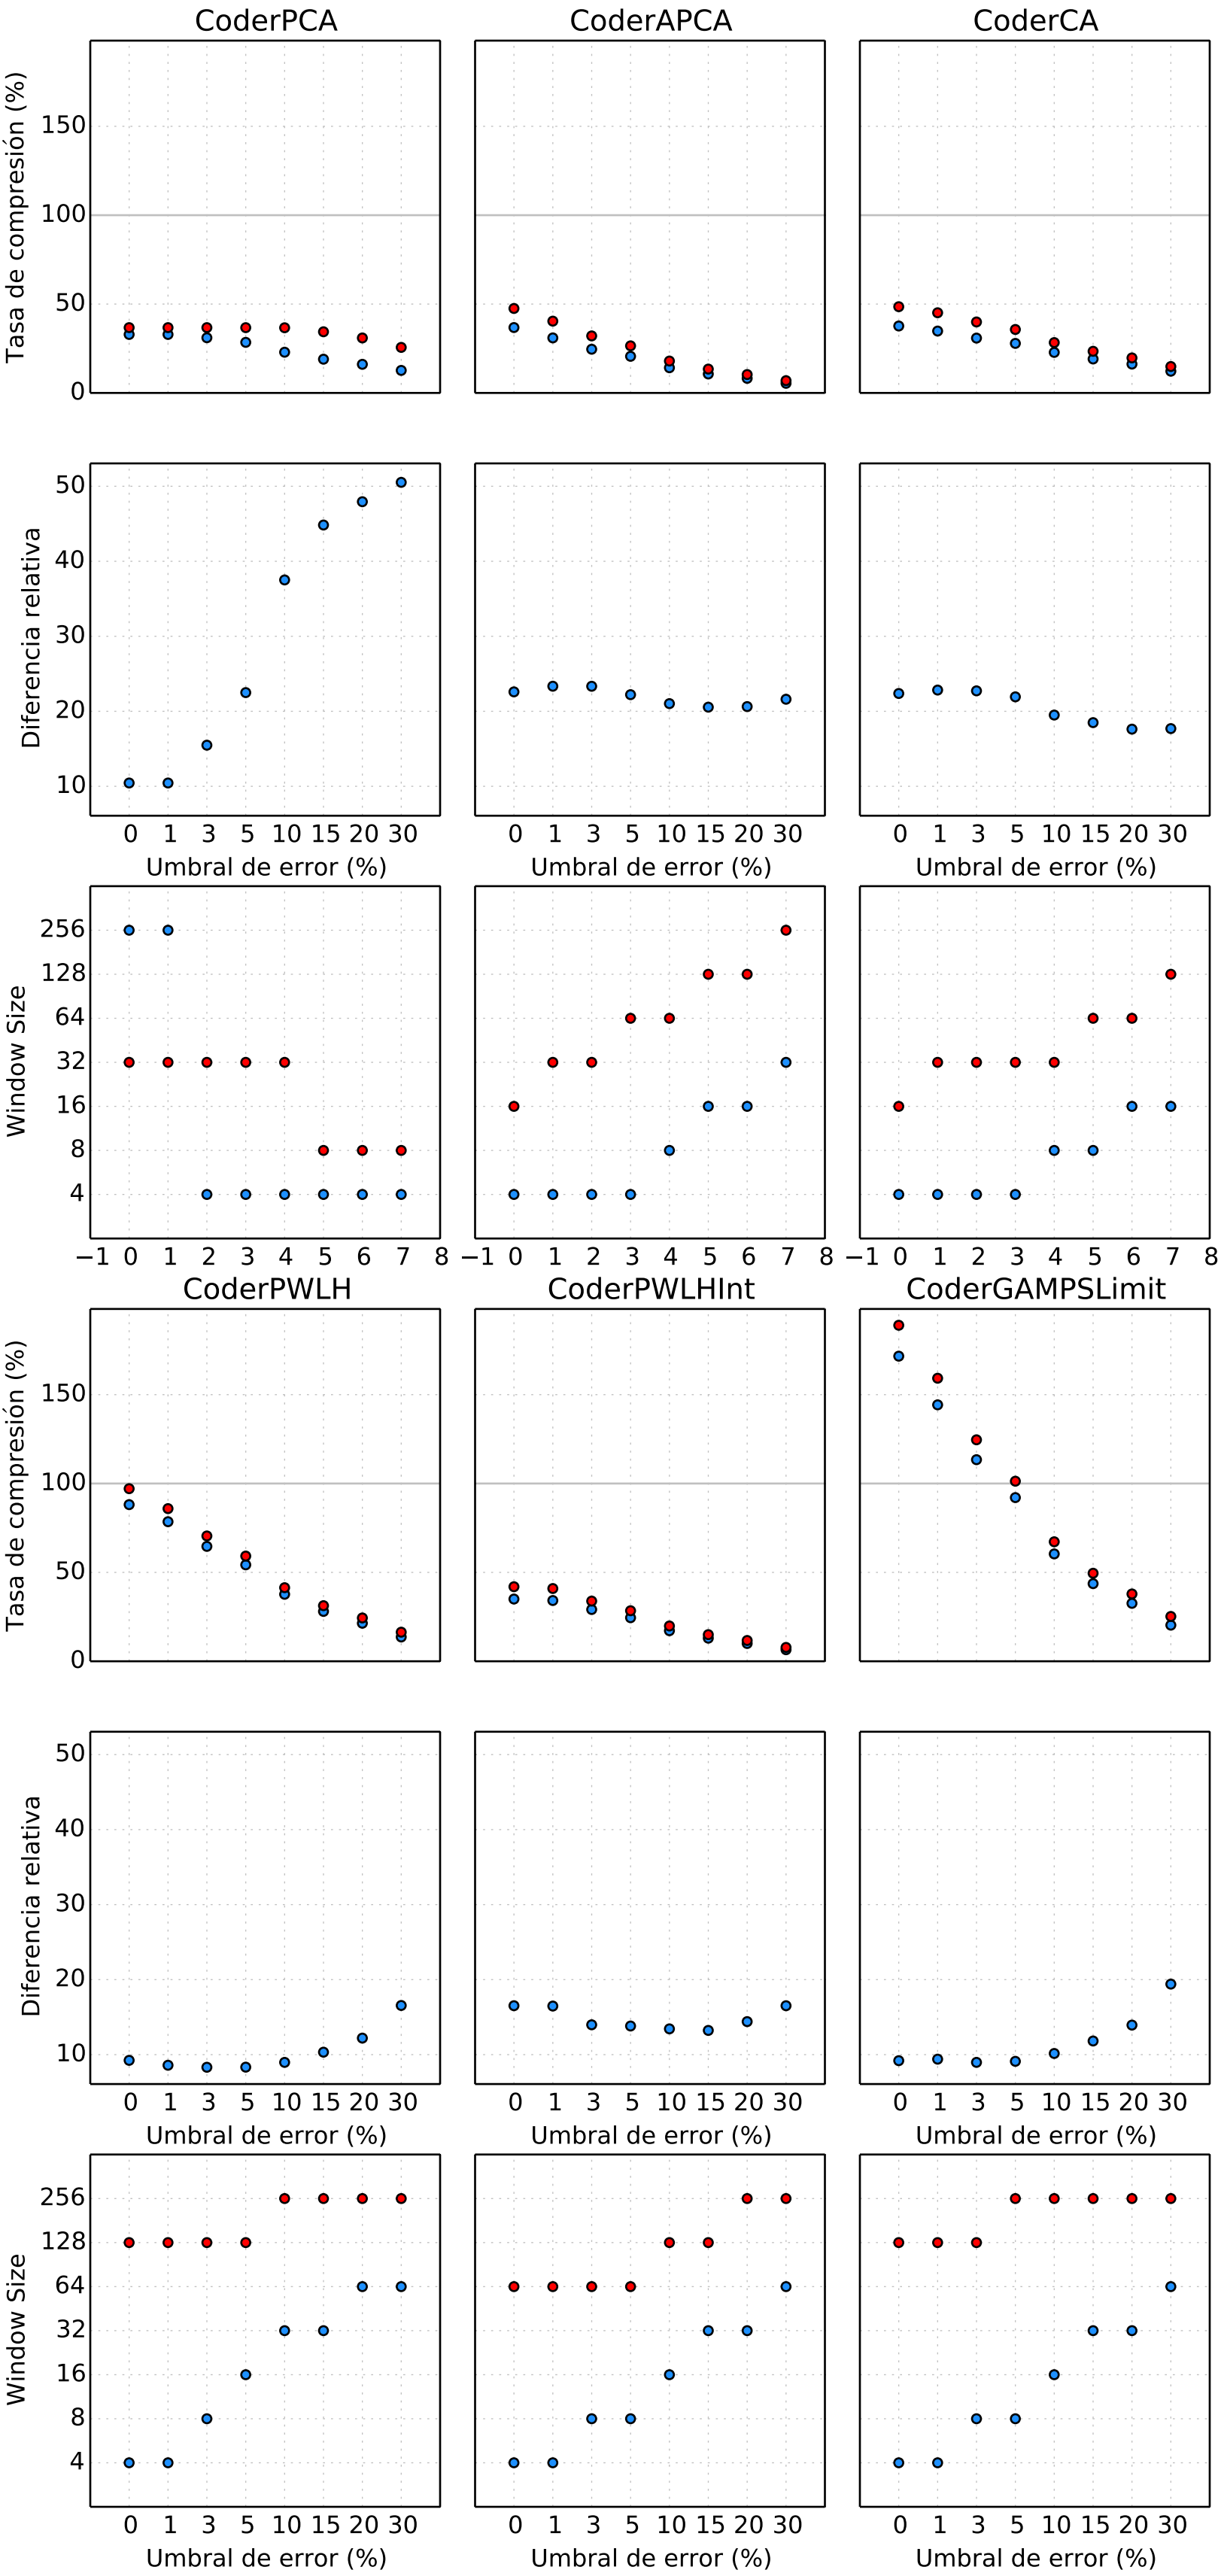 CoderPCA CoderAPCA CoderCA
Tasa de compresión (%)
150
100
50
0
Diferencia relativa
50
40
30
20
10
0 1 3 5 10 15 20 30 0 1 3 5 10 15 20 30 0 1 3 5 10 15 20 30
Umbral de error (%) Umbral de error (%) Umbral de error (%)
Window Size
256
128
64
32
16
8
4
−1 0 1 2 3 4 5 6 7 8 −1 0 1 2 3 4 5 6 7 8 −1 0 1 2 3 4 5 6 7 8
CoderPWLH CoderPWLHInt CoderGAMPSLimit
Tasa de compresión (%)
150
100
50
0
Diferencia relativa
50
40
30
20
10
0 1 3 5 10 15 20 30 0 1 3 5 10 15 20 30 0 1 3 5 10 15 20 30
Umbral de error (%) Umbral de error (%) Umbral de error (%)
Window Size
256
128
64
32
16
8
4
0 1 3 5 10 15 20 30 0 1 3 5 10 15 20 30 0 1 3 5 10 15 20 30
Umbral de error (%) Umbral de error (%) Umbral de error (%)